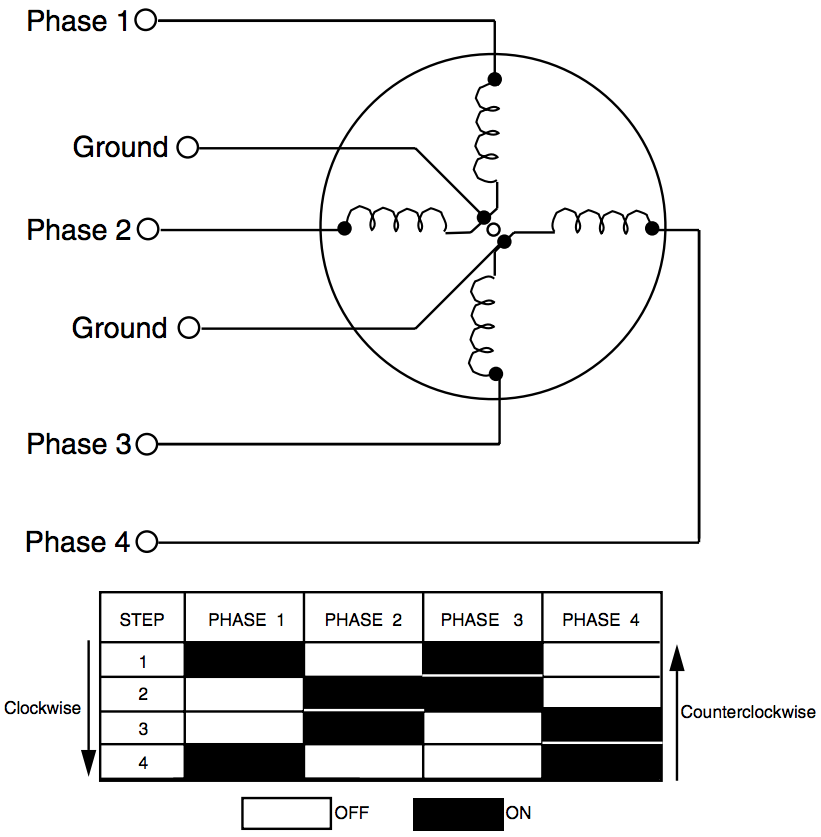 Phase 1
Ground
Phase 2
Ground
Phase 3
Phase 4
STEP PHASE 1 PHASE 2 PHASE 3 PHASE 4
1
Clockwise 2 Counterclockwise
3
4
OFF ON